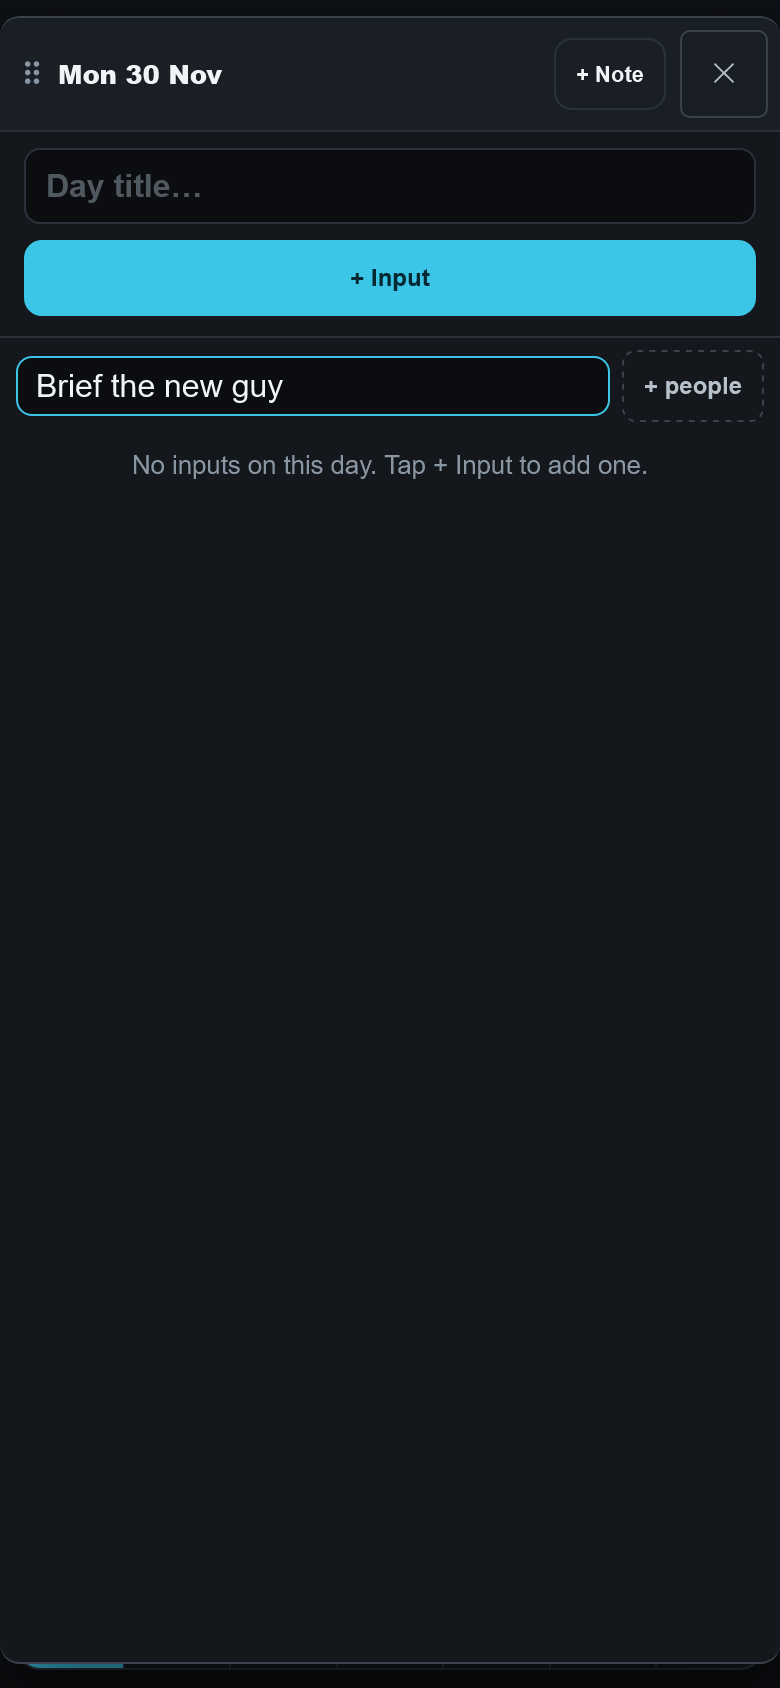 Mon 30 Nov
+ Note
Day title…
+ Input
Brief the new guy
+ people
No inputs on this day. Tap + Input to add one.